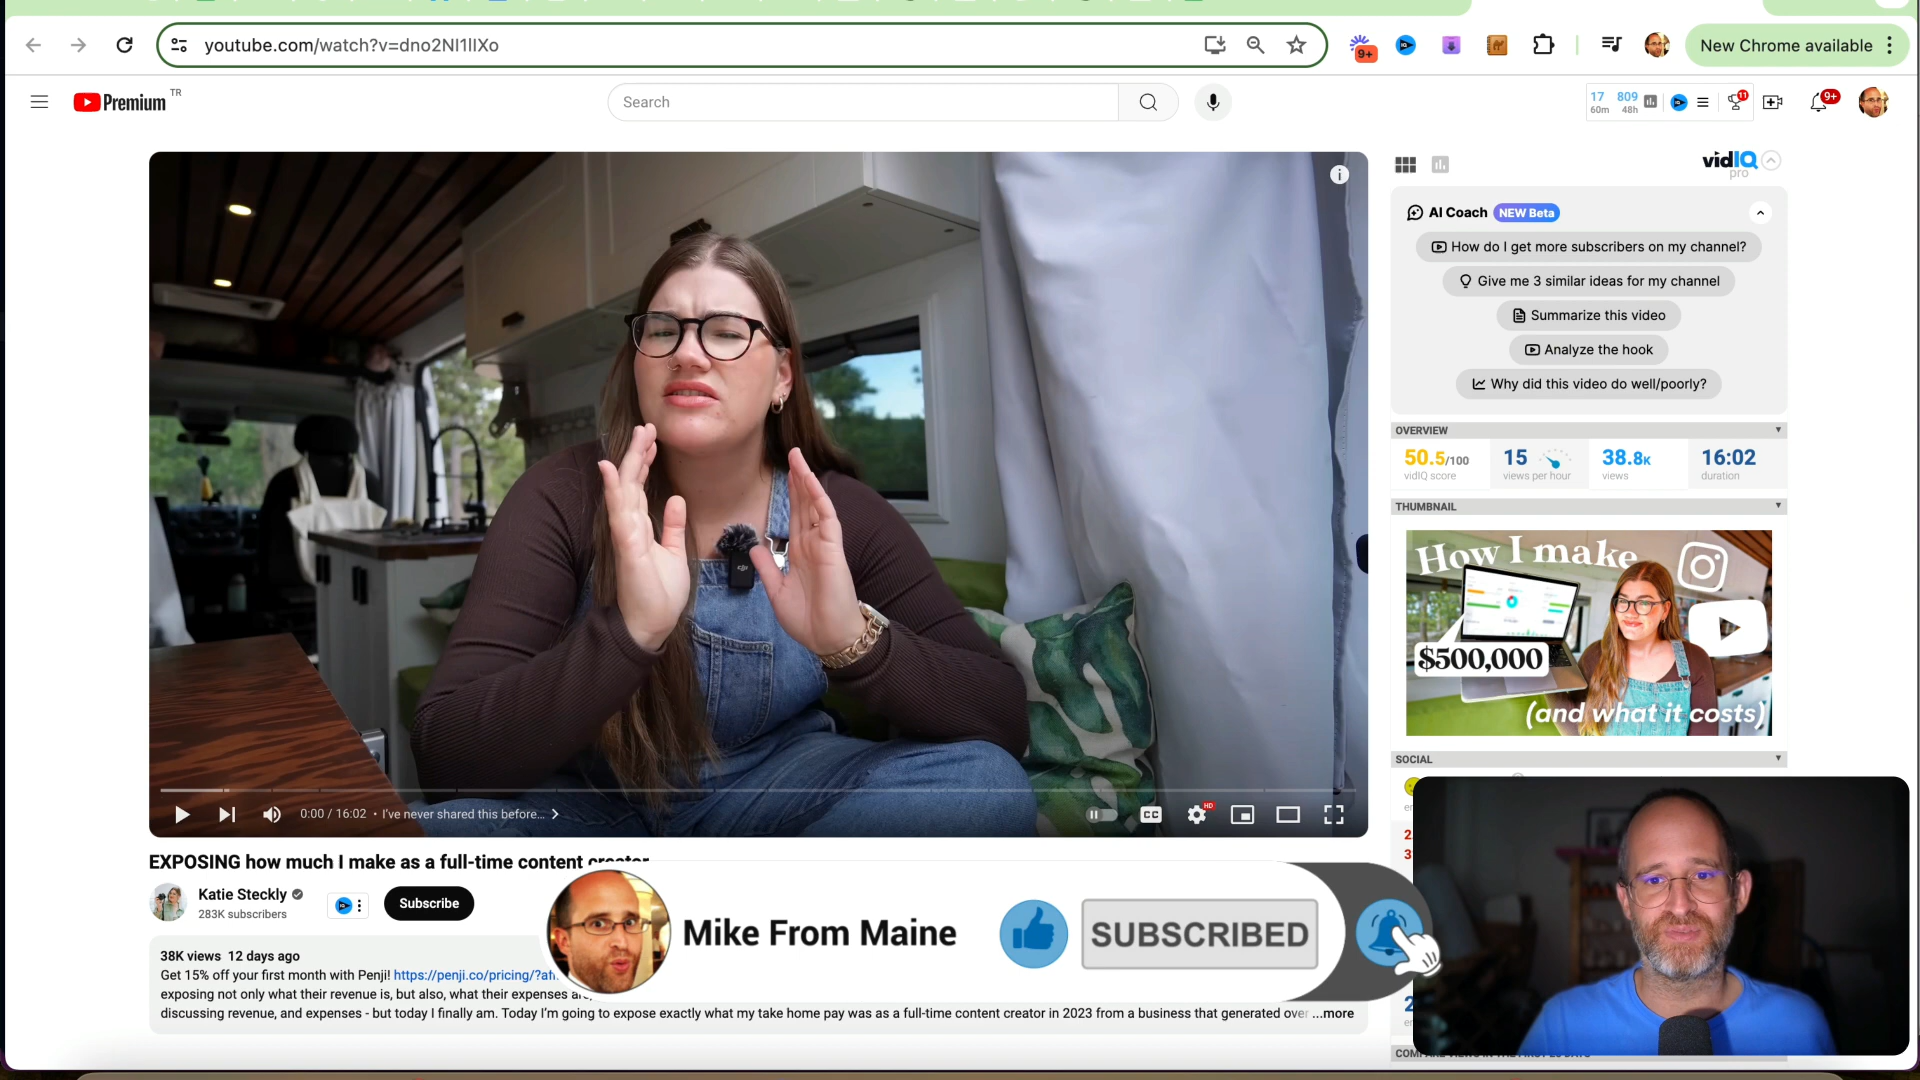 youtube.com/watch?v=dno2NI1lIXo
9+
New Chrome available
Premium TR
Search
17 809
60m 48h
11
9+
vidIQ
pro
AI Coach NEW Beta
How do I get more subscribers on my channel?
Give me 3 similar ideas for my channel
Summarize this video
Analyze the hook
Why did this video do well/poorly?
OVERVIEW
50.5/100 15 38.8K 16:02
vidIQ score views per hour views duration
THUMBNAIL
How I make
$500,000
(and what it costs)
SOCIAL
0:00 / 16:02 • I've never shared this before...
CC
HD
EXPOSING how much I make as a full-time content creator
Katie Steckly
283K subscribers
Subscribe
Mike From Maine
SUBSCRIBED
38K views 12 days ago
Get 15% off your first month with Penji! https://penji.co/pricing/?aff
exposing not only what their revenue is, but also, what their expenses are
discussing revenue, and expenses - but today I finally am. Today I'm going to expose exactly what my take home pay was as a full-time content creator in 2023 from a business that generated over ...more